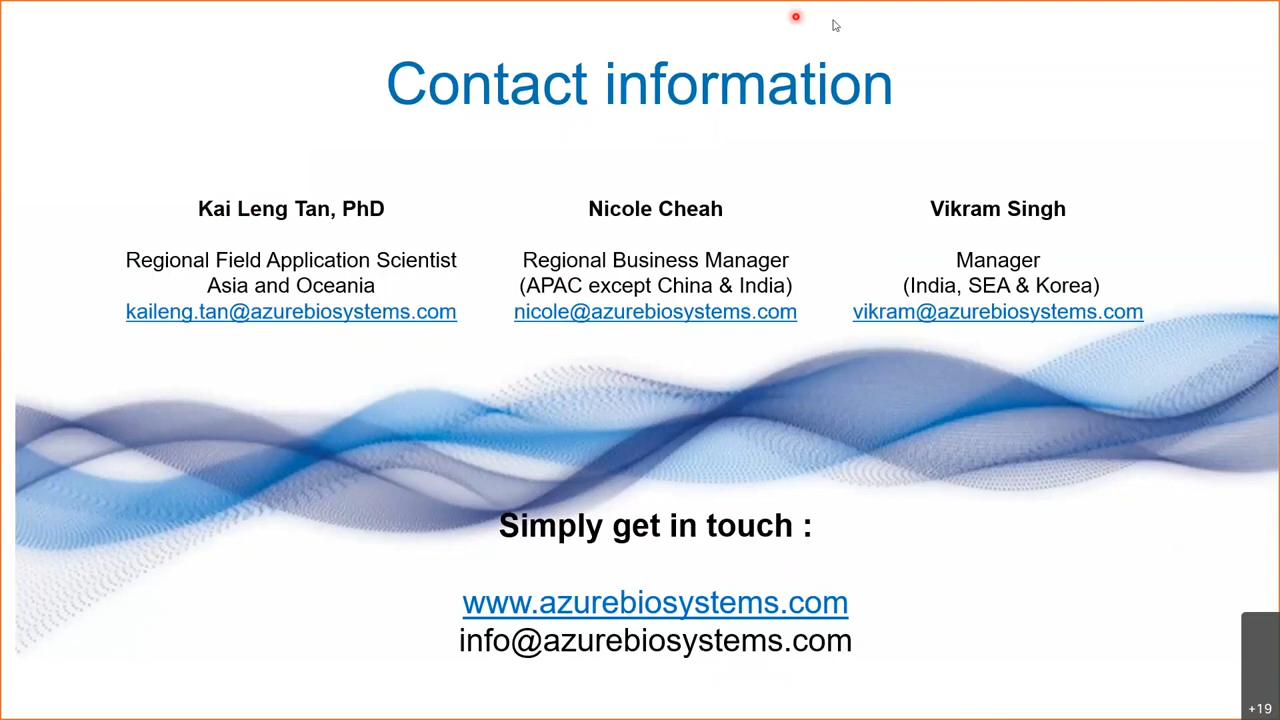 Contact information
Kai Leng Tan, PhD
Regional Field Application Scientist
Asia and Oceania
kaileng.tan@azurebiosystems.com
Nicole Cheah
Regional Business Manager
(APAC except China & India)
nicole@azurebiosystems.com
Vikram Singh
Manager
(India, SEA & Korea)
vikram@azurebiosystems.com
Simply get in touch :
www.azurebiosystems.com
info@azurebiosystems.com
+19